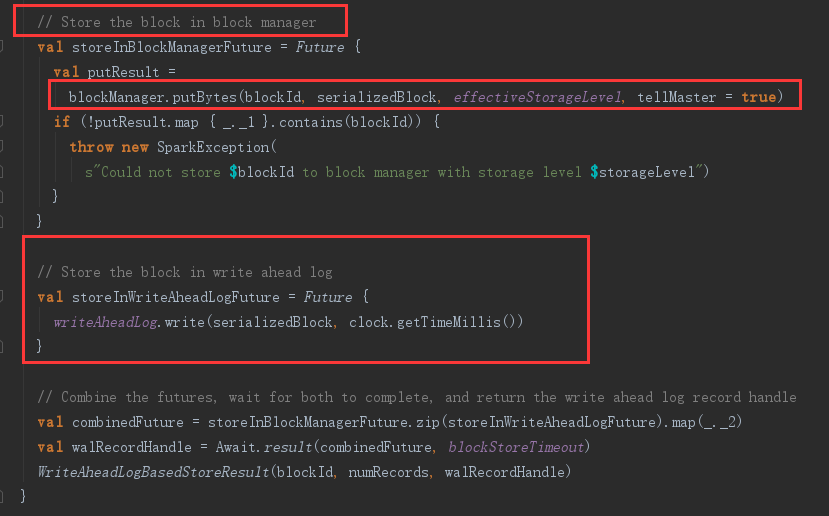 // Store the block in block manager
val storeInBlockManagerFuture = Future {
val putResult =
blockManager.putBytes(blockId, serializedBlock, effectiveStorageLevel, tellMaster = true)
if (!putResult.map { _._1 }.contains(blockId)) {
throw new SparkException(
s"Could not store $blockId to block manager with storage level $storageLevel")
}
}
// Store the block in write ahead log
val storeInWriteAheadLogFuture = Future {
writeAheadLog.write(serializedBlock, clock.getTimeMillis())
}
// Combine the futures, wait for both to complete, and return the write ahead log record handle
val combinedFuture = storeInBlockManagerFuture.zip(storeInWriteAheadLogFuture).map(_._2)
val walRecordHandle = Await.result(combinedFuture, blockStoreTimeout)
WriteAheadLogBasedStoreResult(blockId, numRecords, walRecordHandle)
}